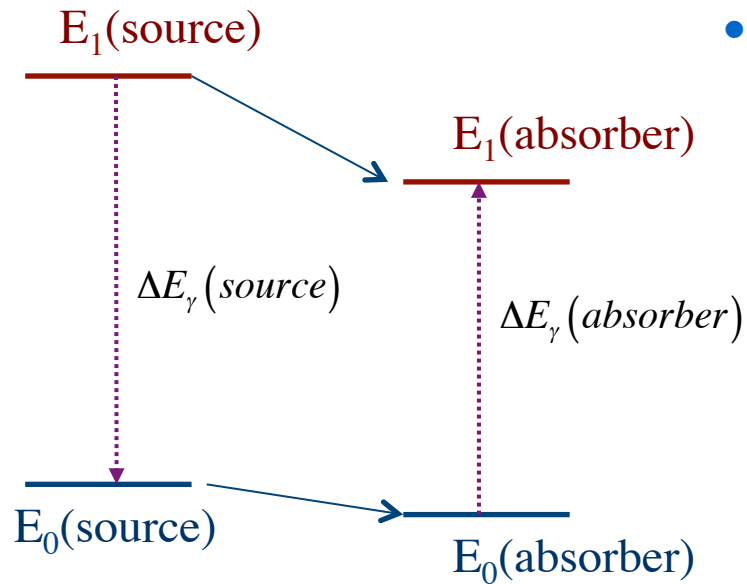 E₁(source)
E₁(absorber)
ΔEᵧ(source)
ΔEᵧ(absorber)
E₀(source)
E₀(absorber)